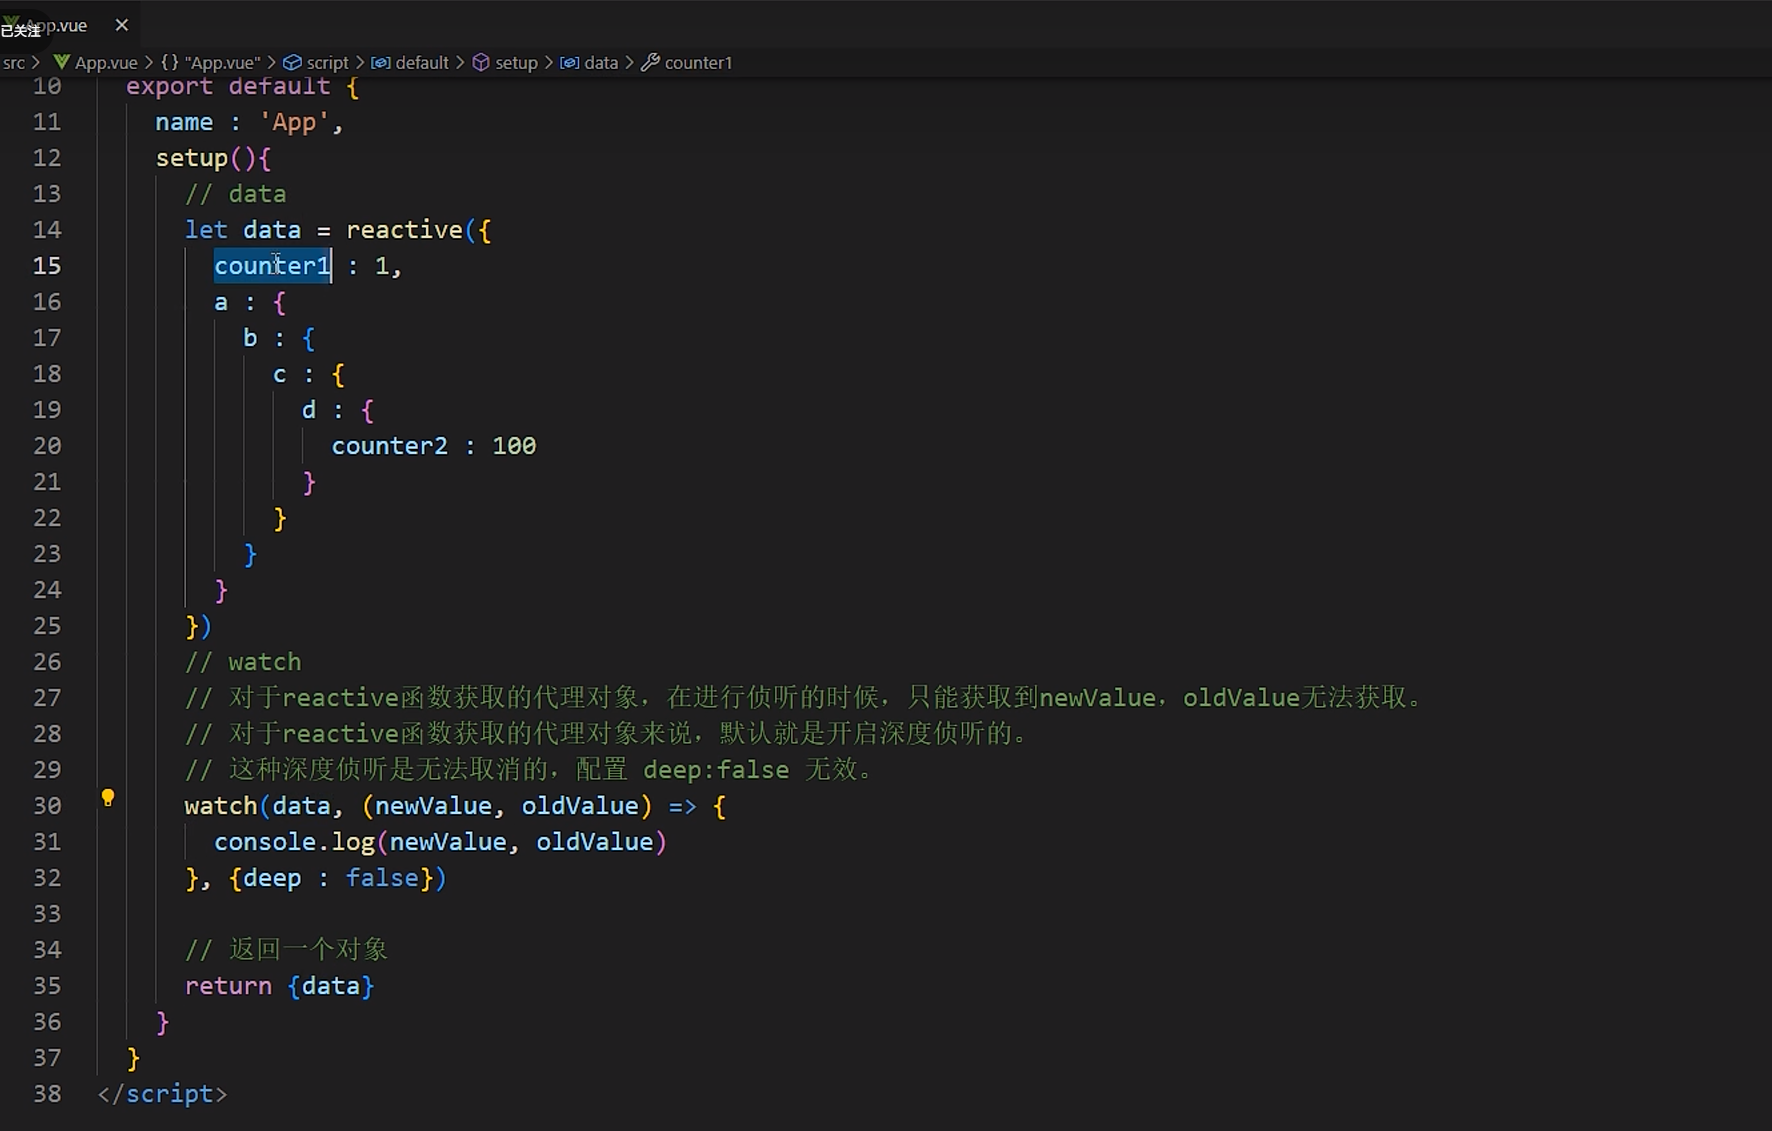 已关注
App.vue ×
src > App.vue > {} "App.vue" > script > default > setup > data > counter1
10 export default {
11 name : 'App',
12 setup(){
13 // data
14 let data = reactive({
15 counter1 : 1,
16 a : {
17 b : {
18 c : {
19 d : {
20 counter2 : 100
21 }
22 }
23 }
24 }
25 })
26 // watch
27 // 对于reactive函数获取的代理对象，在进行侦听的时候，只能获取到newValue，oldValue无法获取。
28 // 对于reactive函数获取的代理对象来说，默认就是开启深度侦听的。
29 // 这种深度侦听是无法取消的，配置 deep:false 无效。
30 watch(data, (newValue, oldValue) => {
31 console.log(newValue, oldValue)
32 }, {deep : false})
33
34 // 返回一个对象
35 return {data}
36 }
37 }
38 </script>